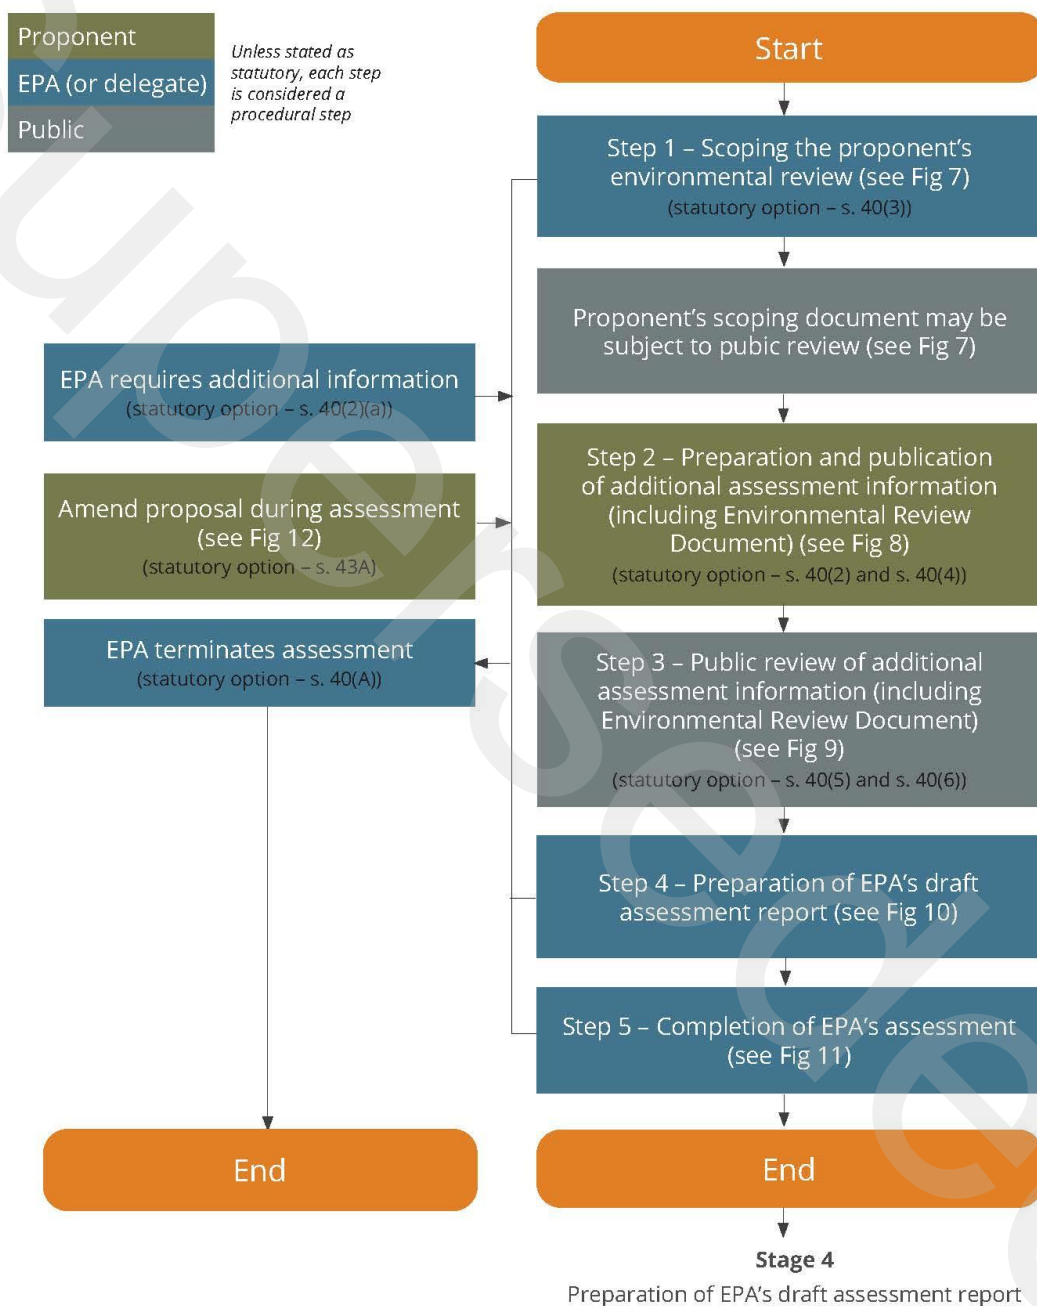 Proponent
EPA (or delegate)
Public
Unless stated as
statutory, each step
is considered a
procedural step
Start
Step 1 – Scoping the proponent’s
environmental review (see Fig 7)
(statutory option – s. 40(3))
Proponent’s scoping document may be
subject to pubic review (see Fig 7)
EPA requires additional information
(statutory option – s. 40(2)(a))
Amend proposal during assessment
(see Fig 12)
(statutory option – s. 43A)
EPA terminates assessment
(statutory option – s. 40(A))
Step 2 – Preparation and publication
of additional assessment information
(including Environmental Review
Document) (see Fig 8)
(statutory option – s. 40(2) and s. 40(4))
Step 3 – Public review of additional
assessment information (including
Environmental Review Document)
(see Fig 9)
(statutory option – s. 40(5) and s. 40(6))
Step 4 – Preparation of EPA’s draft
assessment report (see Fig 10)
Step 5 – Completion of EPA’s assessment
(see Fig 11)
End
End
Stage 4
Preparation of EPA’s draft assessment report
Superseded